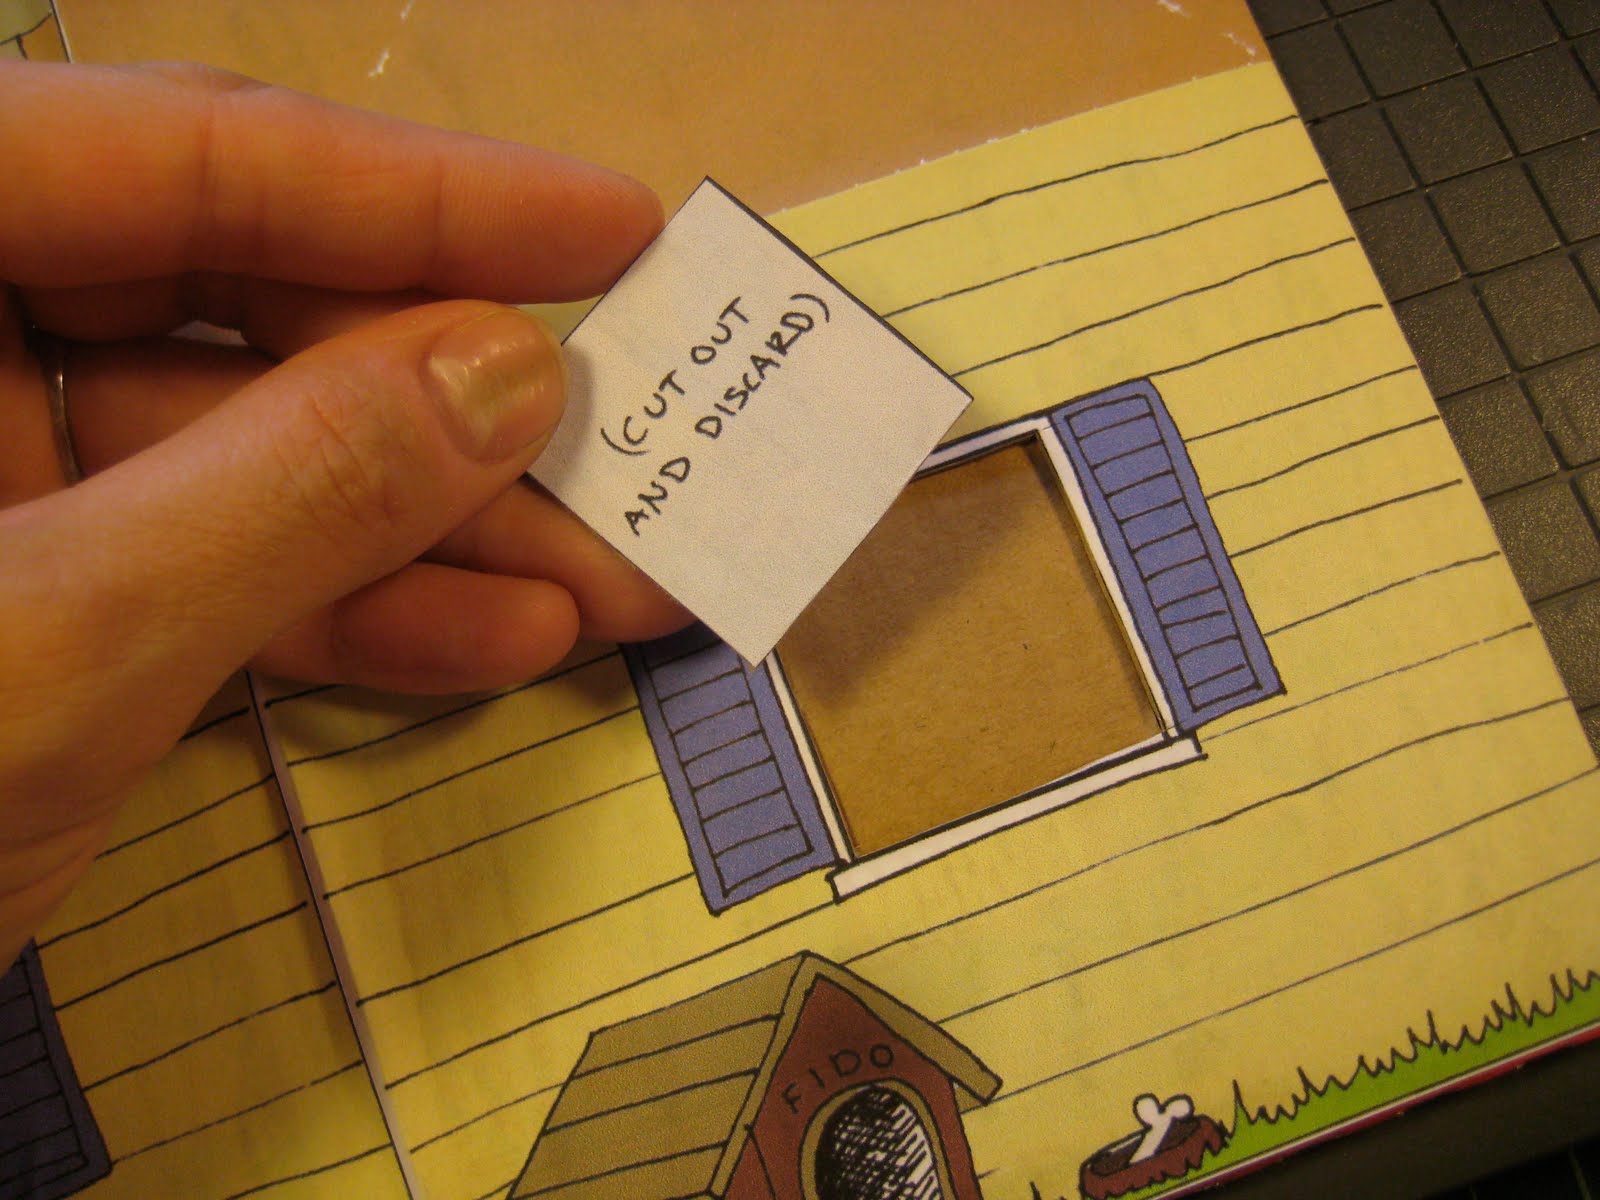 (CUT OUT
AND DISCARD)
FIDO